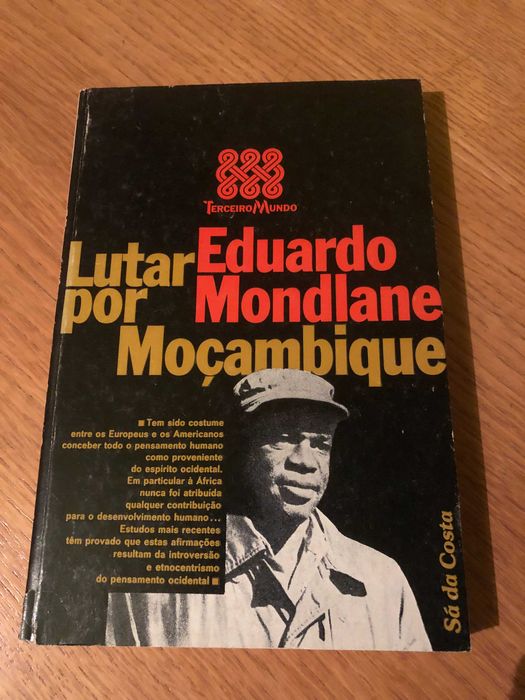 TERCEIRO MUNDO
Eduardo
Mondlane
Lutar
por
Moçambique
■ Tem sido costume
entre os Europeus e os Americanos
conceber todo o pensamento humano
como proveniente
do espírito ocidental.
Em particular à África
nunca foi atribuída
qualquer contribuição
para o desenvolvimento humano...
Estudos mais recentes
têm provado que estas afirmações
resultam da introversão
e etnocentrismo
do pensamento ocidental ■
Sá da Costa